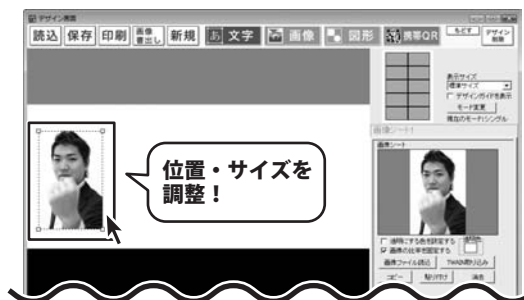 デザイン画面
読込 保存 印刷 画像書出し 新規 あ 文字 画像 図形 携帯QR もどす デザイン削除
表示サイズ
標準サイズ
デザインガイドを表示
モード変更
現在のモード:シングル
画像シート1
画像シート
位置・サイズを
調整!
透明にする色を設定する
画像の比率を固定する
画像ファイル読込 TWAIN取り込み
コピー 貼り付け 消去